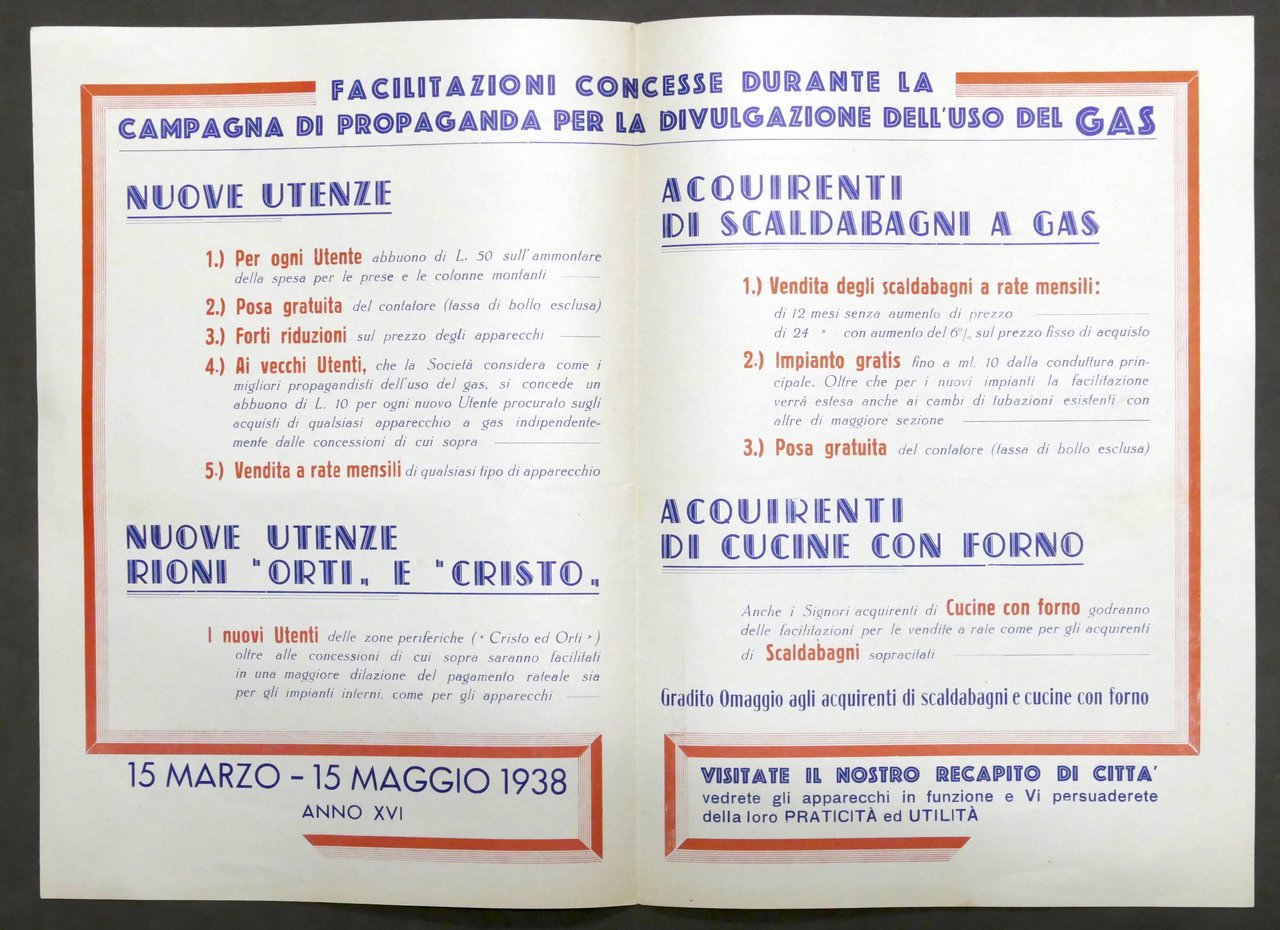 FACILITAZIONI CONCESSE DURANTE LA
CAMPAGNA DI PROPAGANDA PER LA DIVULGAZIONE DELL'USO DEL GAS
NUOVE UTENZE
1.) Per ogni Utente abbuono di L. 50 sull'ammontare
della spesa per le prese e le colonne montanti
2.) Posa gratuita del contatore (tassa di bollo esclusa)
3.) Forti riduzioni sul prezzo degli apparecchi
4.) Ai vecchi Utenti, che la Società considera come i
migliori propagandisti dell'uso del gas, si concede un
abbuono di L. 10 per ogni nuovo Utente procurato sugli
acquisti di qualsiasi apparecchio a gas indipendente-
mente dalle concessioni di cui sopra
5.) Vendita a rate mensili di qualsiasi tipo di apparecchio
NUOVE UTENZE
RIONI "ORTI„ E "CRISTO„
I nuovi Utenti delle zone periferiche (« Cristo ed Orti »)
oltre alle concessioni di cui sopra saranno facilitati
in una maggiore dilazione del pagamento rateale sia
per gli impianti interni, come per gli apparecchi
15 MARZO - 15 MAGGIO 1938
ANNO XVI
ACQUIRENTI
DI SCALDABAGNI A GAS
1.) Vendita degli scaldabagni a rate mensili:
di 12 mesi senza aumento di prezzo
di 24 » con aumento del 6% sul prezzo fisso di acquisto
2.) Impianto gratis fino a ml. 10 dalla conduttura prin-
cipale. Oltre che per i nuovi impianti la facilitazione
verrà estesa anche ai cambi di tubazioni esistenti con
altre di maggiore sezione
3.) Posa gratuita del contatore (tassa di bollo esclusa)
ACQUIRENTI
DI CUCINE CON FORNO
Anche i Signori acquirenti di Cucine con forno godranno
delle facilitazioni per le vendite a rate come per gli acquirenti
di Scaldabagni sopracitati
Gradito Omaggio agli acquirenti di scaldabagni e cucine con forno
VISITATE IL NOSTRO RECAPITO DI CITTA'
vedrete gli apparecchi in funzione e Vi persuaderete
della loro PRATICITÀ ed UTILITÀ